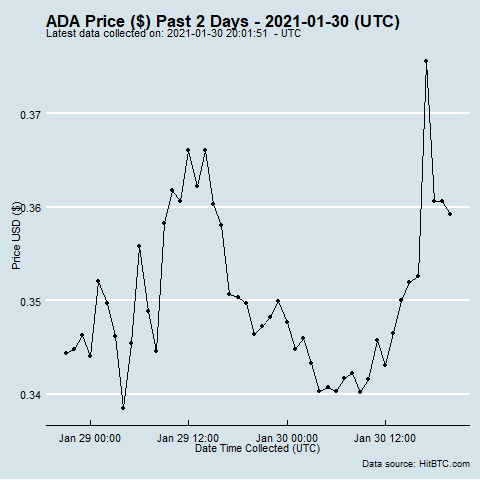 ADA Price ($) Past 2 Days - 2021-01-30 (UTC)
Latest data collected on: 2021-01-30 20:01:51 - UTC
0.37
0.36
0.35
0.34
Price USD ($)
Jan 29 00:00 Jan 29 12:00 Jan 30 00:00 Jan 30 12:00
Date Time Collected (UTC)
Data source: HitBTC.com